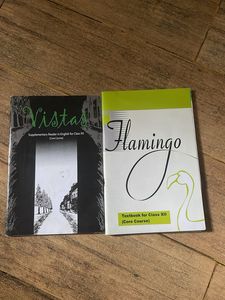 Vistas
Supplementary Reader in English for Class XII
(Core Course)
Flamingo
Textbook for Class XII
(Core Course)